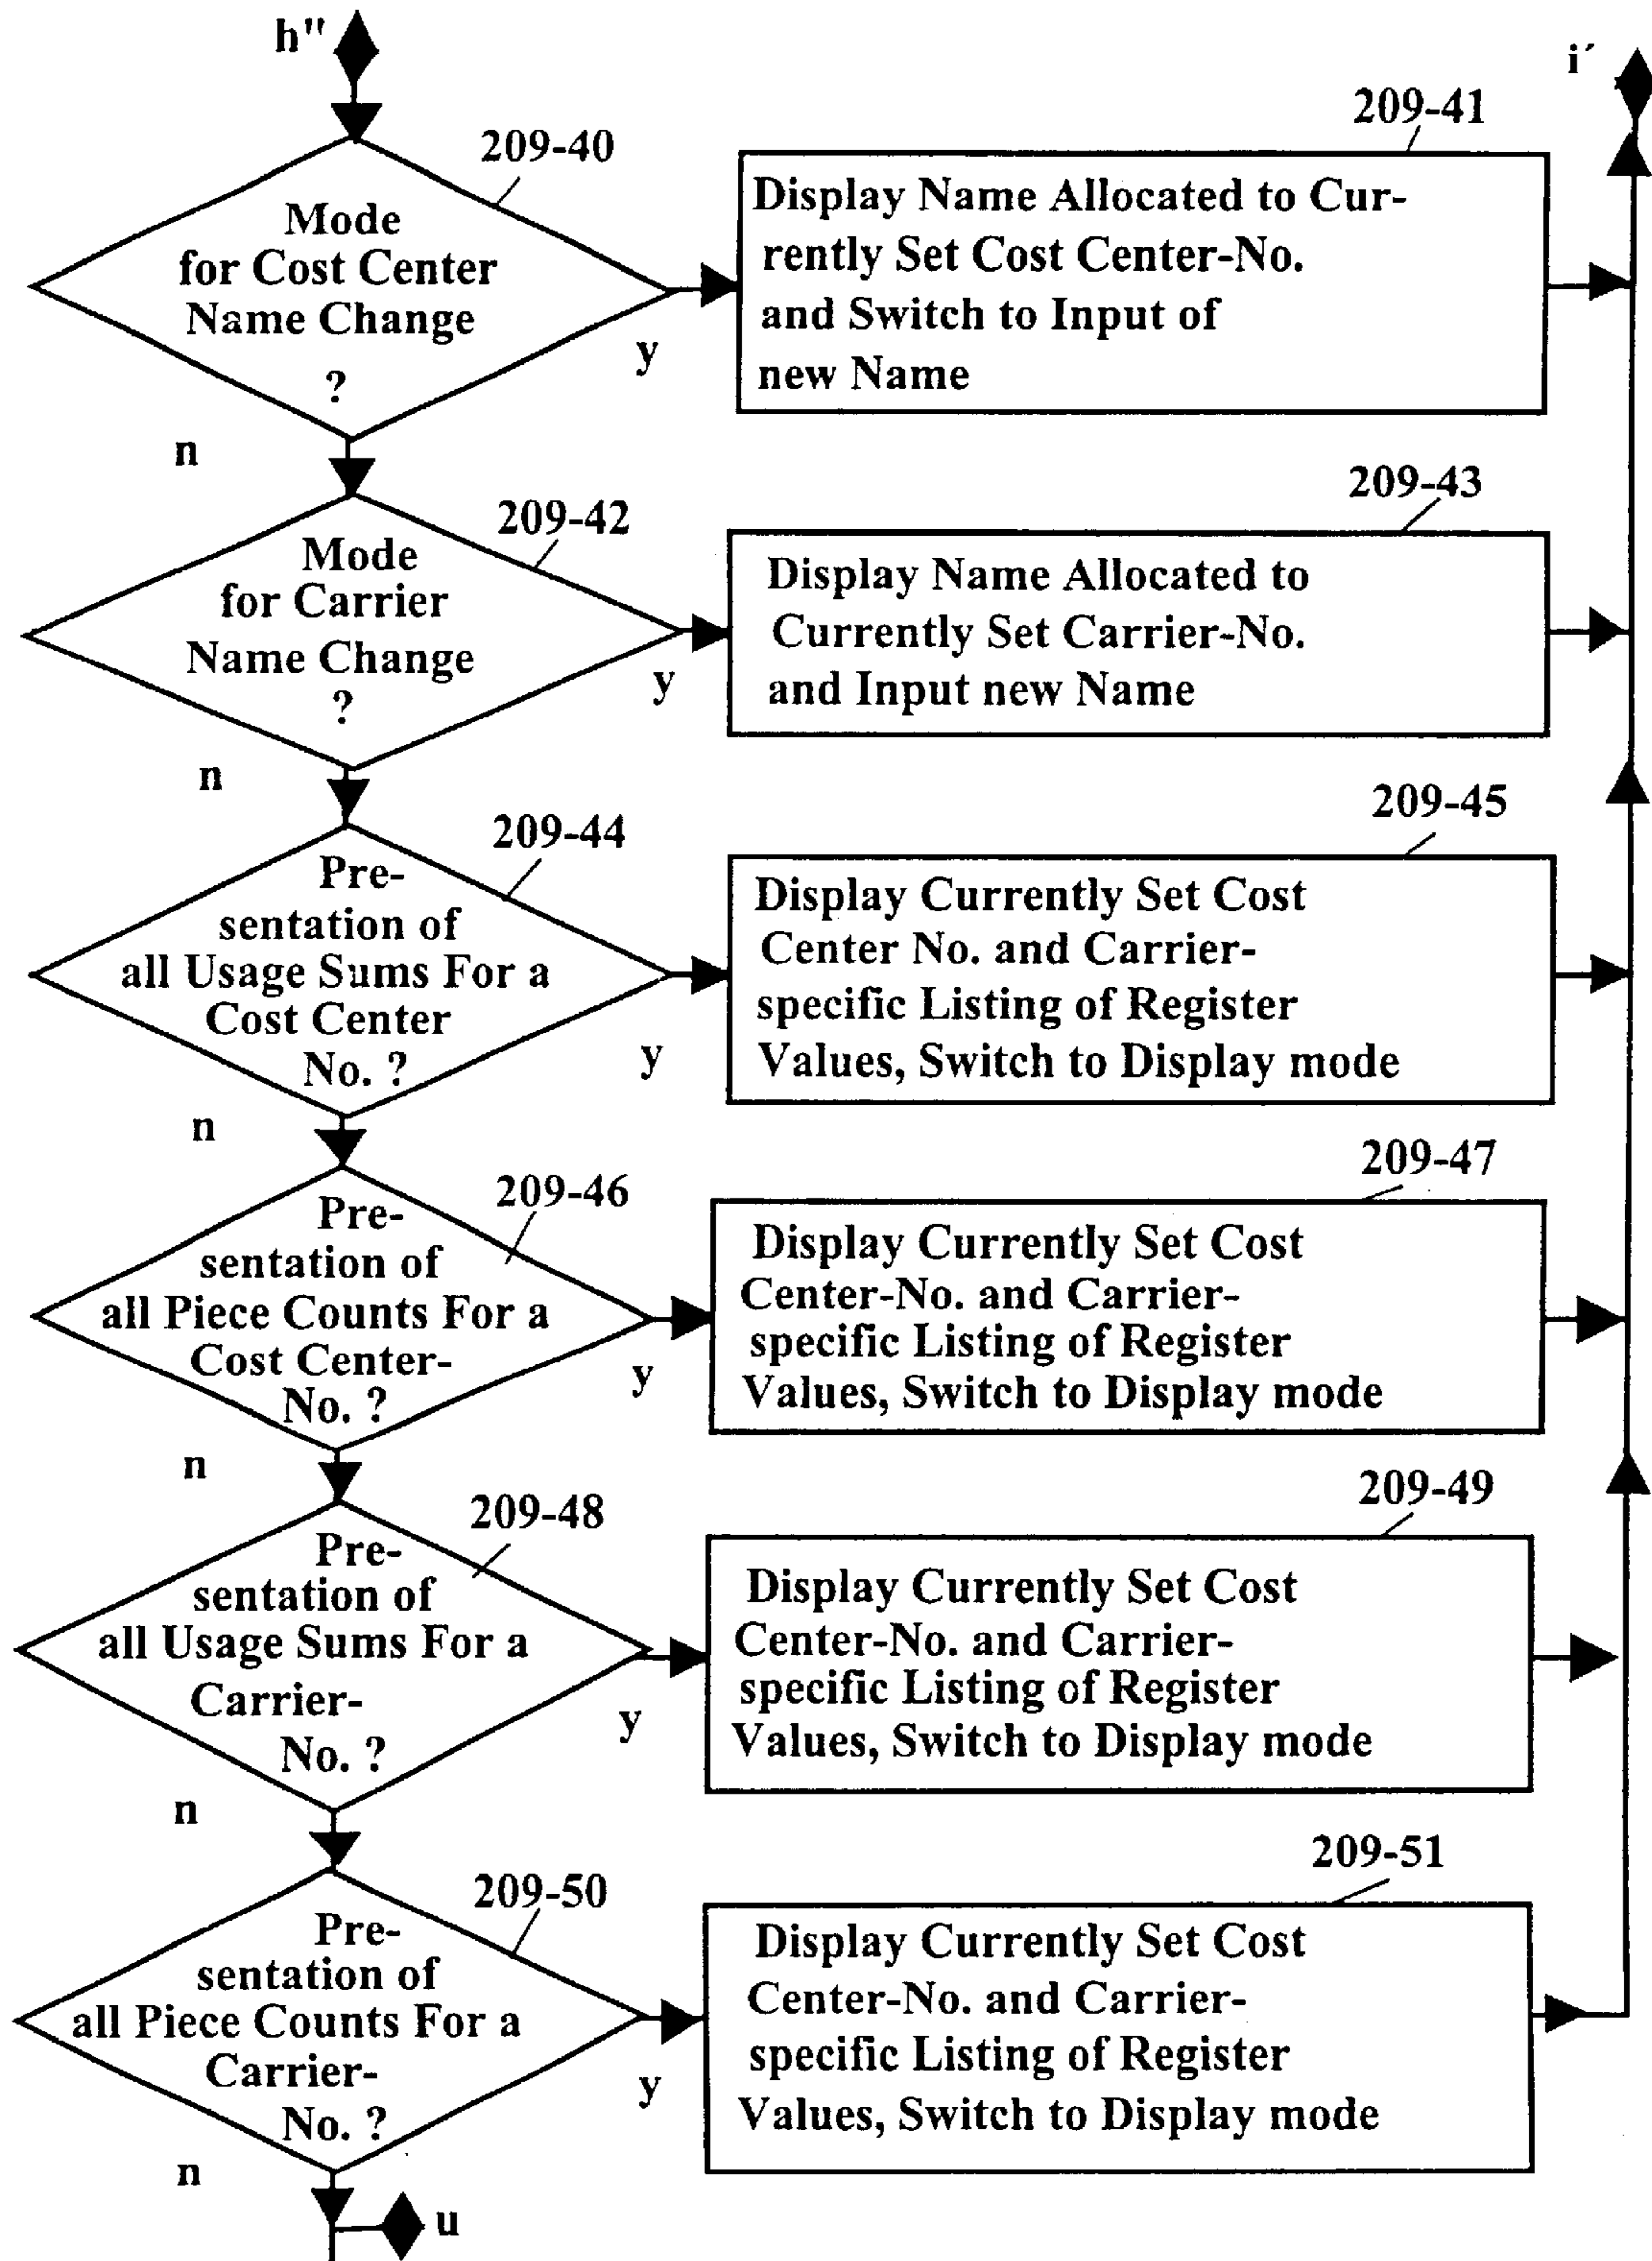 h"
i´
209-40
209-41
Mode
for Cost Center
Name Change
?
y
n
Display Name Allocated to Cur-
rently Set Cost Center-No.
and Switch to Input of
new Name
209-42
209-43
Mode
for Carrier
Name Change
?
y
n
Display Name Allocated to
Currently Set Carrier-No.
and Input new Name
209-44
209-45
Pre-
sentation of
all Usage Sums For a
Cost Center
No. ?
y
n
Display Currently Set Cost
Center No. and Carrier-
specific Listing of Register
Values, Switch to Display mode
209-46
209-47
Pre-
sentation of
all Piece Counts For a
Cost Center-
No. ?
y
n
Display Currently Set Cost
Center-No. and Carrier-
specific Listing of Register
Values, Switch to Display mode
209-48
209-49
Pre-
sentation of
all Usage Sums For a
Carrier-
No. ?
y
n
Display Currently Set Cost
Center-No. and Carrier-
specific Listing of Register
Values, Switch to Display mode
209-50
209-51
Pre-
sentation of
all Piece Counts For a
Carrier-
No. ?
y
n
Display Currently Set Cost
Center-No. and Carrier-
specific Listing of Register
Values, Switch to Display mode
u